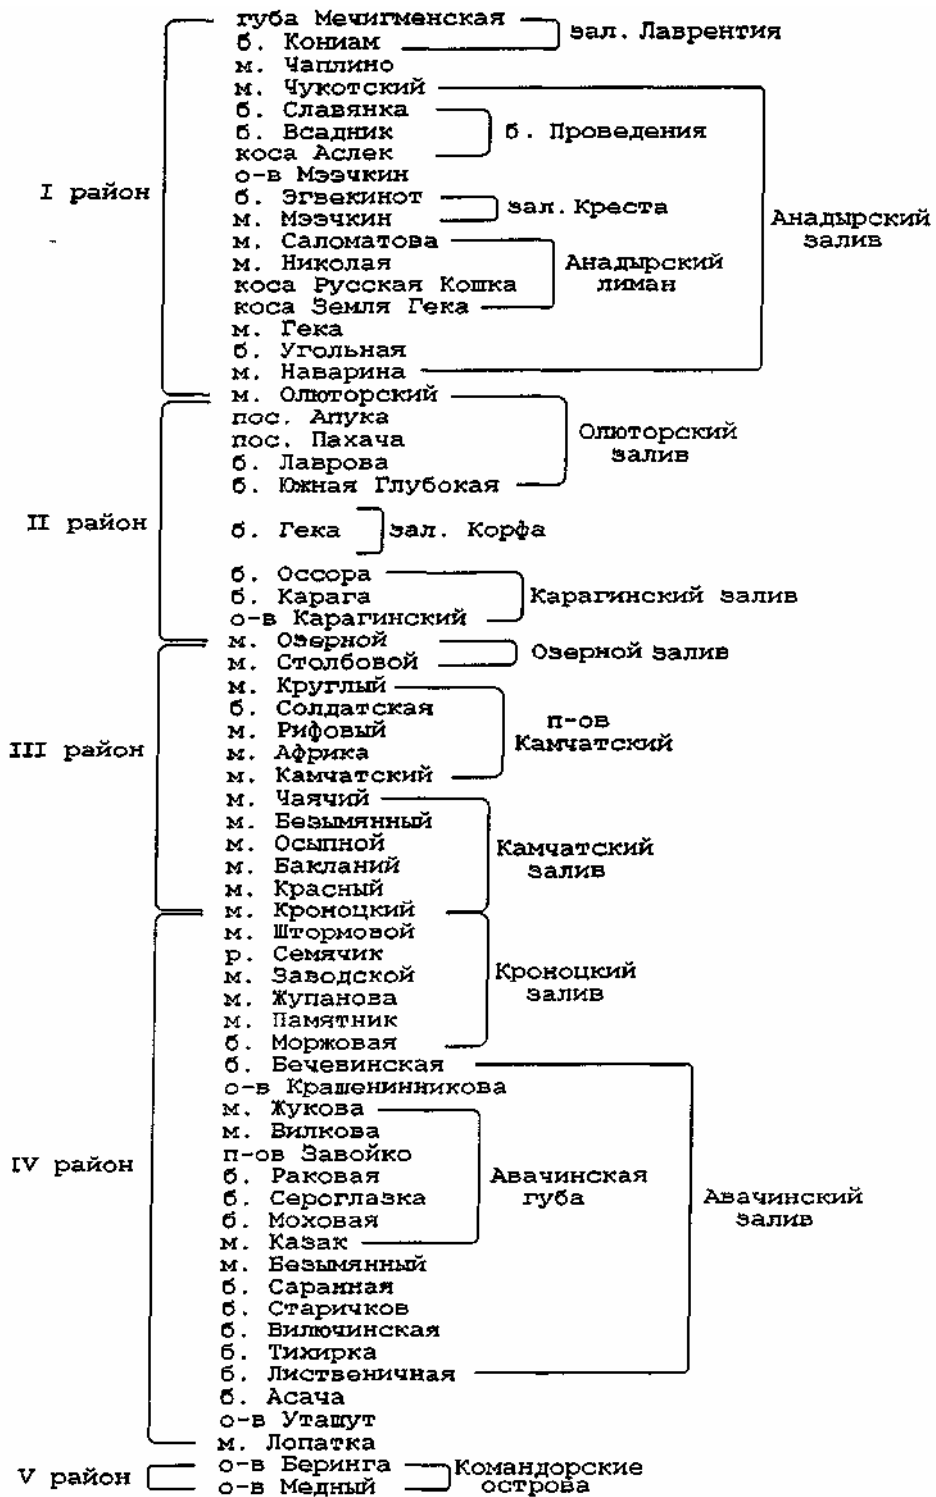 губа Мечигменская
б. Кониам
зал. Лаврентия
м. Чаплино
м. Чукотский
б. Славянка
б. Всадник
б. Проведения
коса Аслек
о-в Мээчкин
I район
б. Эгвекинот
зал. Креста
м. Мээчкин
Анадырский
залив
м. Саломатова
м. Николая
Анадырский
лиман
коса Русская Кошка
коса Земля Гека
м. Гека
б. Угольная
м. Наварина
м. Олюторский
пос. Апука
пос. Пахача
Олюторский
залив
б. Лаврова
б. Южная Глубокая
II район
б. Гека
зал. Корфа
б. Оссора
б. Карага
Карагинский залив
о-в Карагинский
м. Озерной
Озерной залив
м. Столбовой
м. Круглый
б. Солдатская
п-ов
Камчатский
м. Рифовый
III район
м. Африка
м. Камчатский
м. Чаячий
м. Безымянный
м. Осыпной
Камчатский
залив
м. Бакланий
м. Красный
м. Кроноцкий
м. Штормовой
р. Семячик
м. Заводской
Кроноцкий
залив
м. Жупанова
м. Памятник
б. Моржовая
б. Бечевинская
о-в Крашенинникова
м. Жукова
м. Вилкова
п-ов Завойко
IV район
б. Раковая
Авачинская
губа
б. Сероглазка
Авачинский
залив
б. Моховая
м. Казак
м. Безымянный
б. Саранная
б. Старичков
б. Вилючинская
б. Тихирка
б. Лиственичная
б. Асача
о-в Уташут
м. Лопатка
V район
о-в Беринга
о-в Медный
Командорские
острова